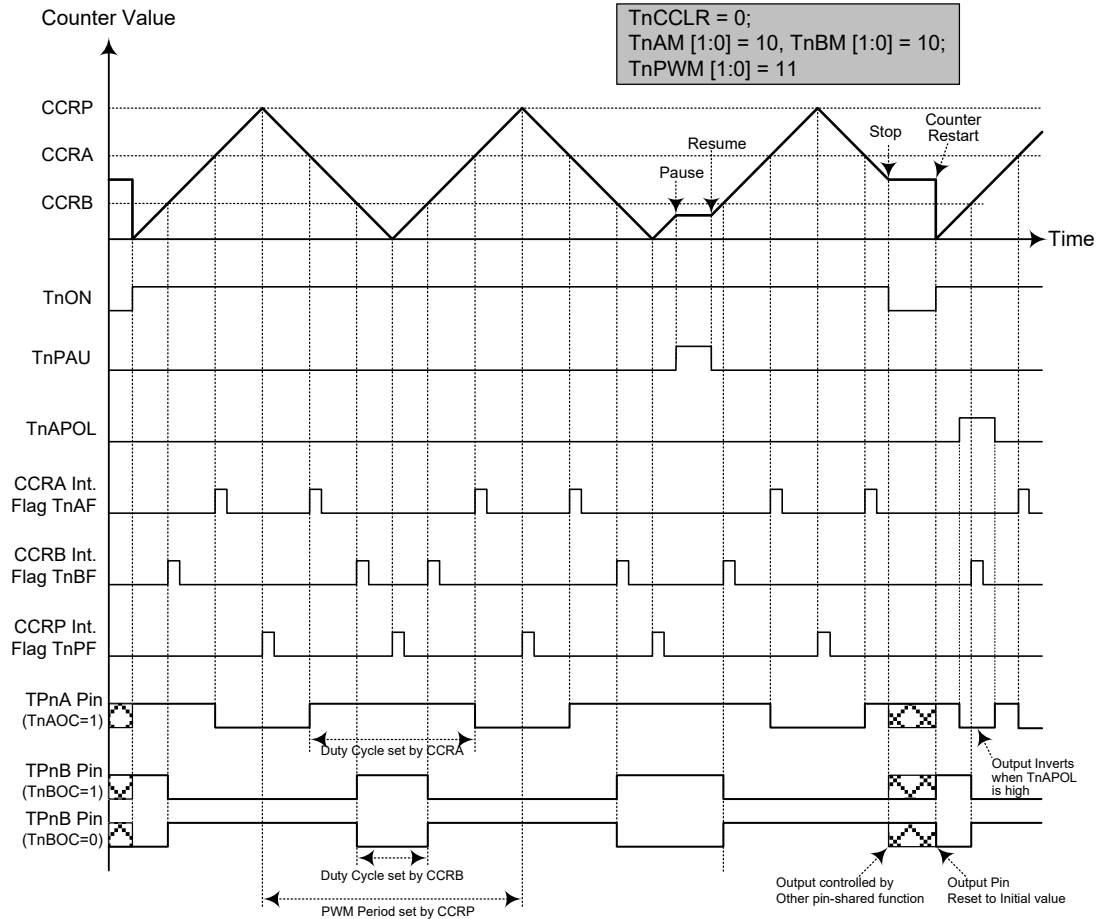 Counter Value
TnCCLR = 0;
TnAM [1:0] = 10, TnBM [1:0] = 10;
TnPWM [1:0] = 11
CCRP
CCRA
CCRB
Pause
Resume
Stop
Counter
Restart
Time
TnON
TnPAU
TnAPOL
CCRA Int.
Flag TnAF
CCRB Int.
Flag TnBF
CCRP Int.
Flag TnPF
TPnA Pin
(TnAOC=1)
Duty Cycle set by CCRA
Output Inverts
when TnAPOL
is high
TPnB Pin
(TnBOC=1)
TPnB Pin
(TnBOC=0)
Duty Cycle set by CCRB
PWM Period set by CCRP
Output controlled by
Other pin-shared function
Output Pin
Reset to Initial value